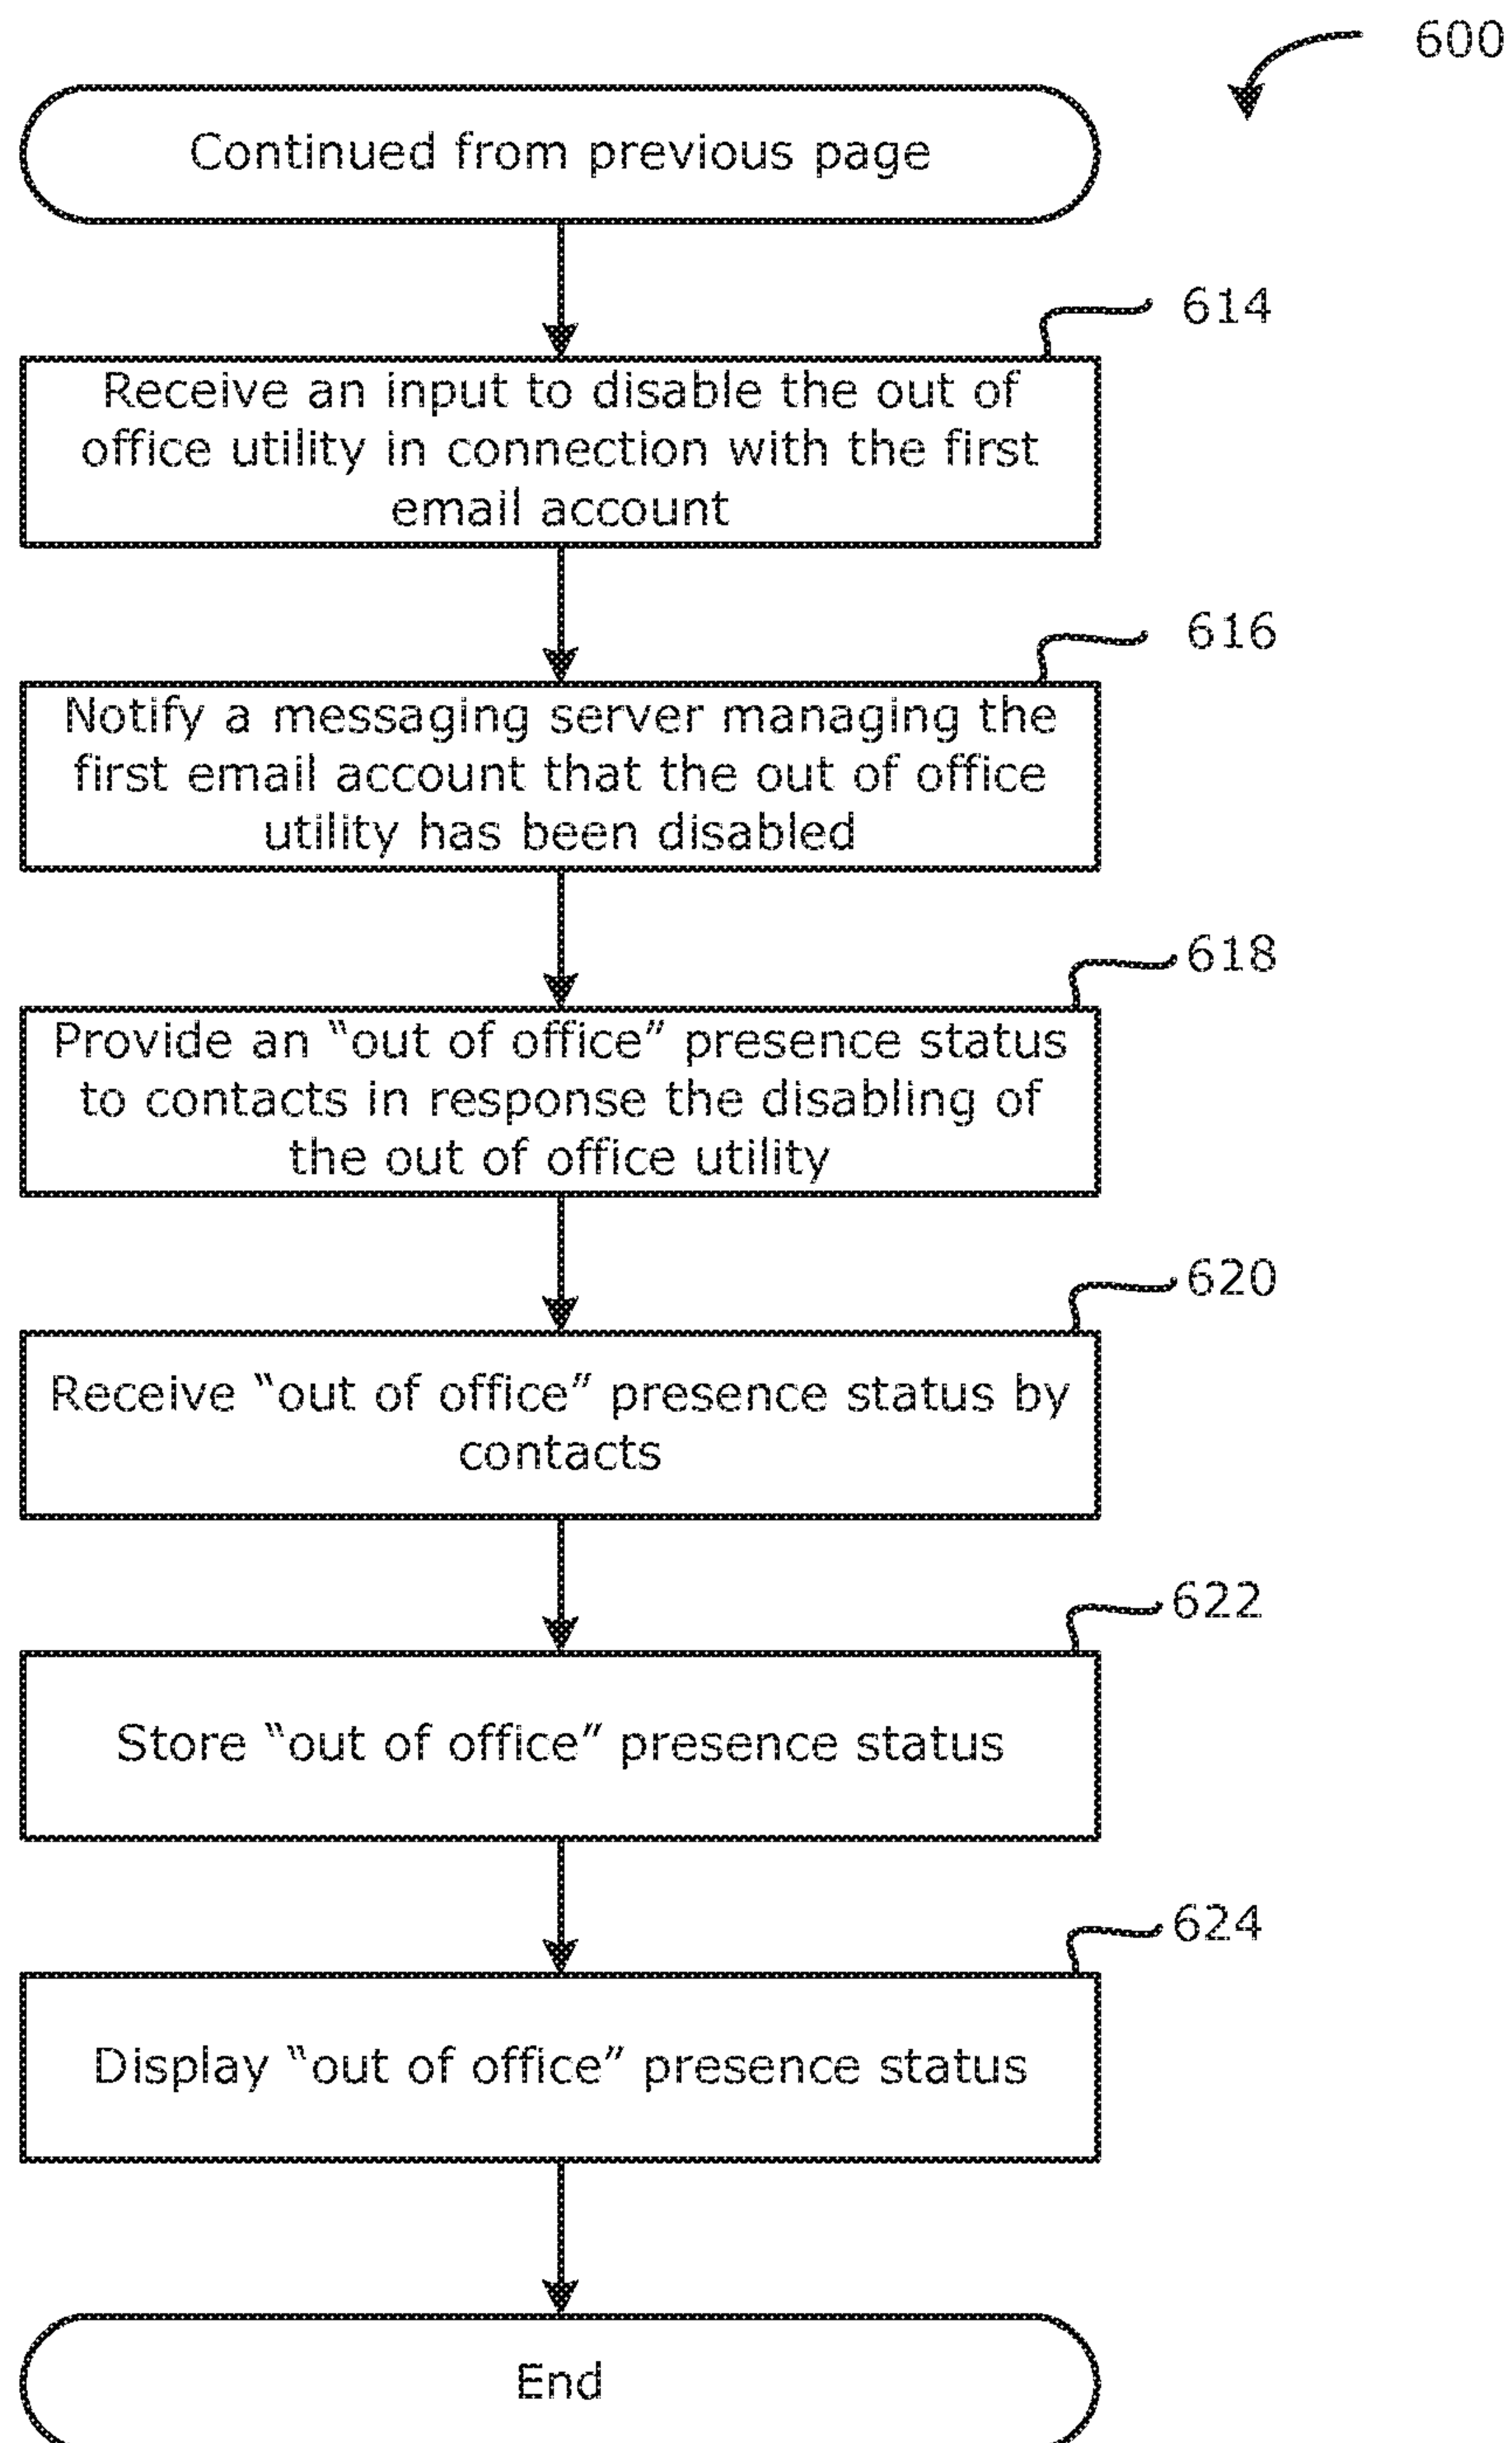 600
Continued from previous page
614
Receive an input to disable the out of
office utility in connection with the first
email account
616
Notify a messaging server managing the
first email account that the out of office
utility has been disabled
618
Provide an “out of office” presence status
to contacts in response the disabling of
the out of office utility
620
Receive “out of office” presence status by
contacts
622
Store “out of office” presence status
624
Display “out of office” presence status
End